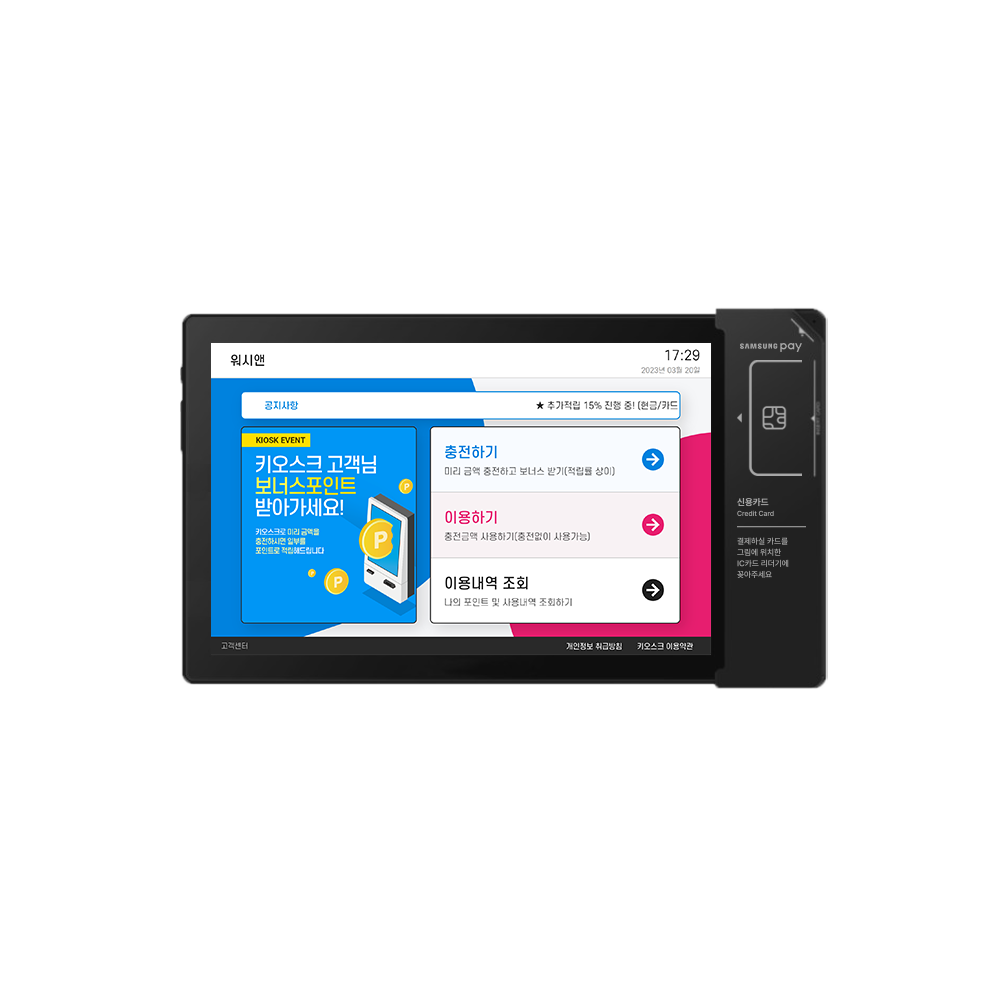 워시앤
17:29
2023년 03월 20일
공지사항
★ 추가적립 15% 진행 중! (현금/카드
KIOSK EVENT
키오스크 고객님
보너스포인트
받아가세요!
키오스크로 미리 금액을
충전하시면 일부를
포인트로 적립해드립니다
P
P
P
P
충전하기
미리 금액 충전하고 보너스 받기(적립률 상이)
이용하기
충전금액 사용하기(충전없이 사용가능)
이용내역 조회
나의 포인트 및 사용내역 조회하기
고객센터
개인정보 취급방침
키오스크 이용약관
SAMSUNG pay
신용카드
Credit Card
결제하실 카드를
그림에 위치한
IC카드 리더기에
꽂아주세요